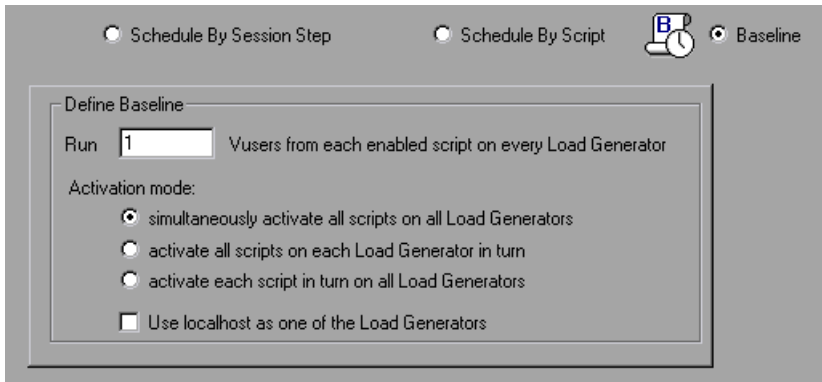 Schedule By Session Step
Schedule By Script
B
Baseline
Define Baseline
Run 1 Vusers from each enabled script on every Load Generator
Activation mode:
simultaneously activate all scripts on all Load Generators
activate all scripts on each Load Generator in turn
activate each script in turn on all Load Generators
Use localhost as one of the Load Generators